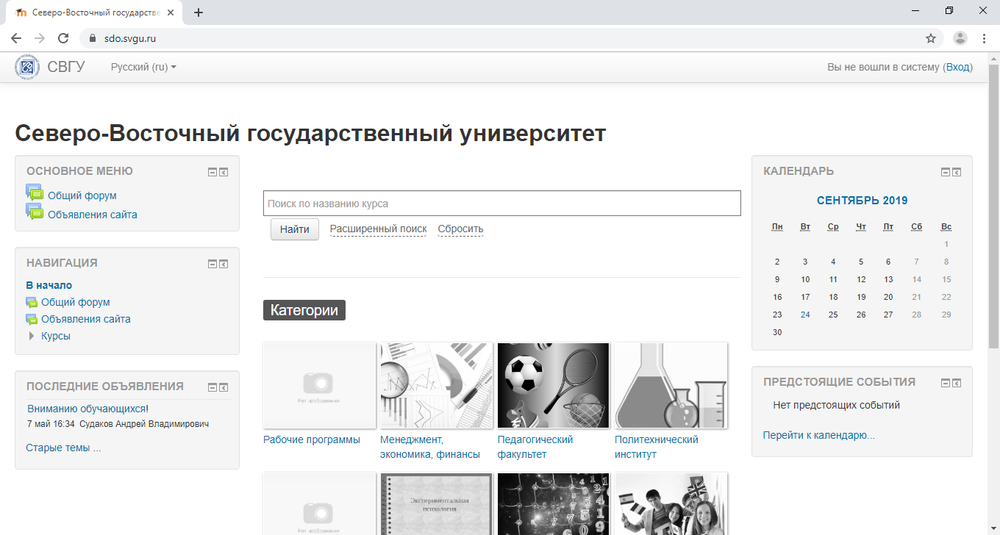 Северо-Восточный государстве
sdo.svgu.ru
СВГУ
Русский (ru)
Вы не вошли в систему (Вход)
Северо-Восточный государственный университет
ОСНОВНОЕ МЕНЮ
Общий форум
Объявления сайта
НАВИГАЦИЯ
В начало
Общий форум
Объявления сайта
Курсы
ПОСЛЕДНИЕ ОБЪЯВЛЕНИЯ
Вниманию обучающихся!
7 май 16:34 Судаков Андрей Владимирович
Старые темы ...
Поиск по названию курса
Найти Расширенный поиск Сбросить
Категории
Нет изображения
Рабочие программы
Менеджмент,
экономика, финансы
Педагогический
факультет
Политехнический
институт
Нет изображения
Экспериментальная
психология
КАЛЕНДАРЬ
СЕНТЯБРЬ 2019
Пн Вт Ср Чт Пт Сб Вс
1
2 3 4 5 6 7 8
9 10 11 12 13 14 15
16 17 18 19 20 21 22
23 24 25 26 27 28 29
30
ПРЕДСТОЯЩИЕ СОБЫТИЯ
Нет предстоящих событий
Перейти к календарю...